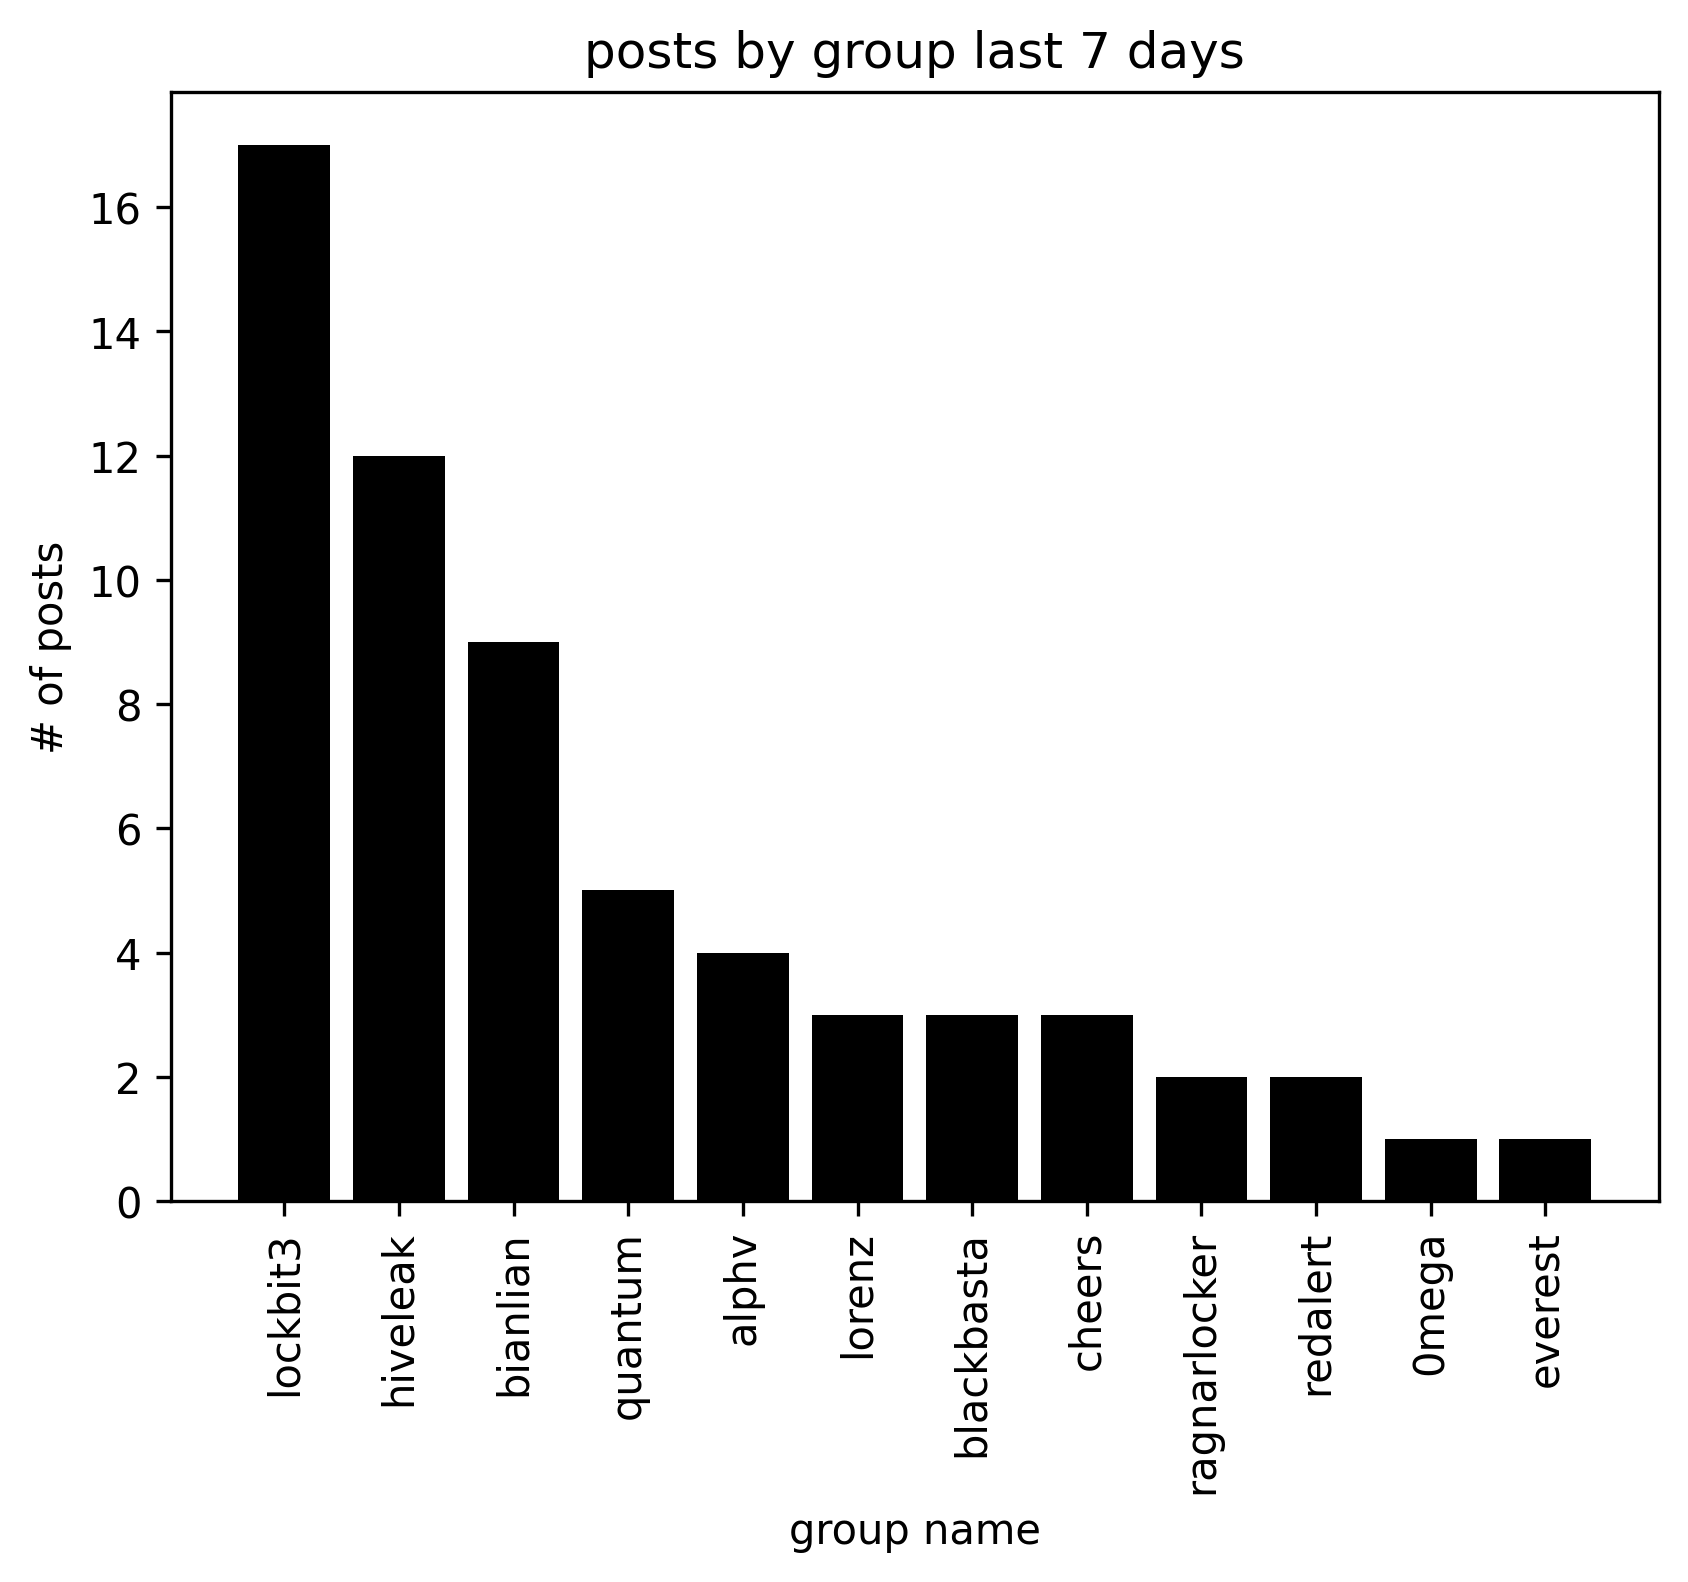 posts by group last 7 days
# of posts
16
14
12
10
8
6
4
2
0
lockbit3
hiveleak
bianlian
quantum
alphv
lorenz
blackbasta
cheers
ragnarlocker
redalert
0mega
everest
group name